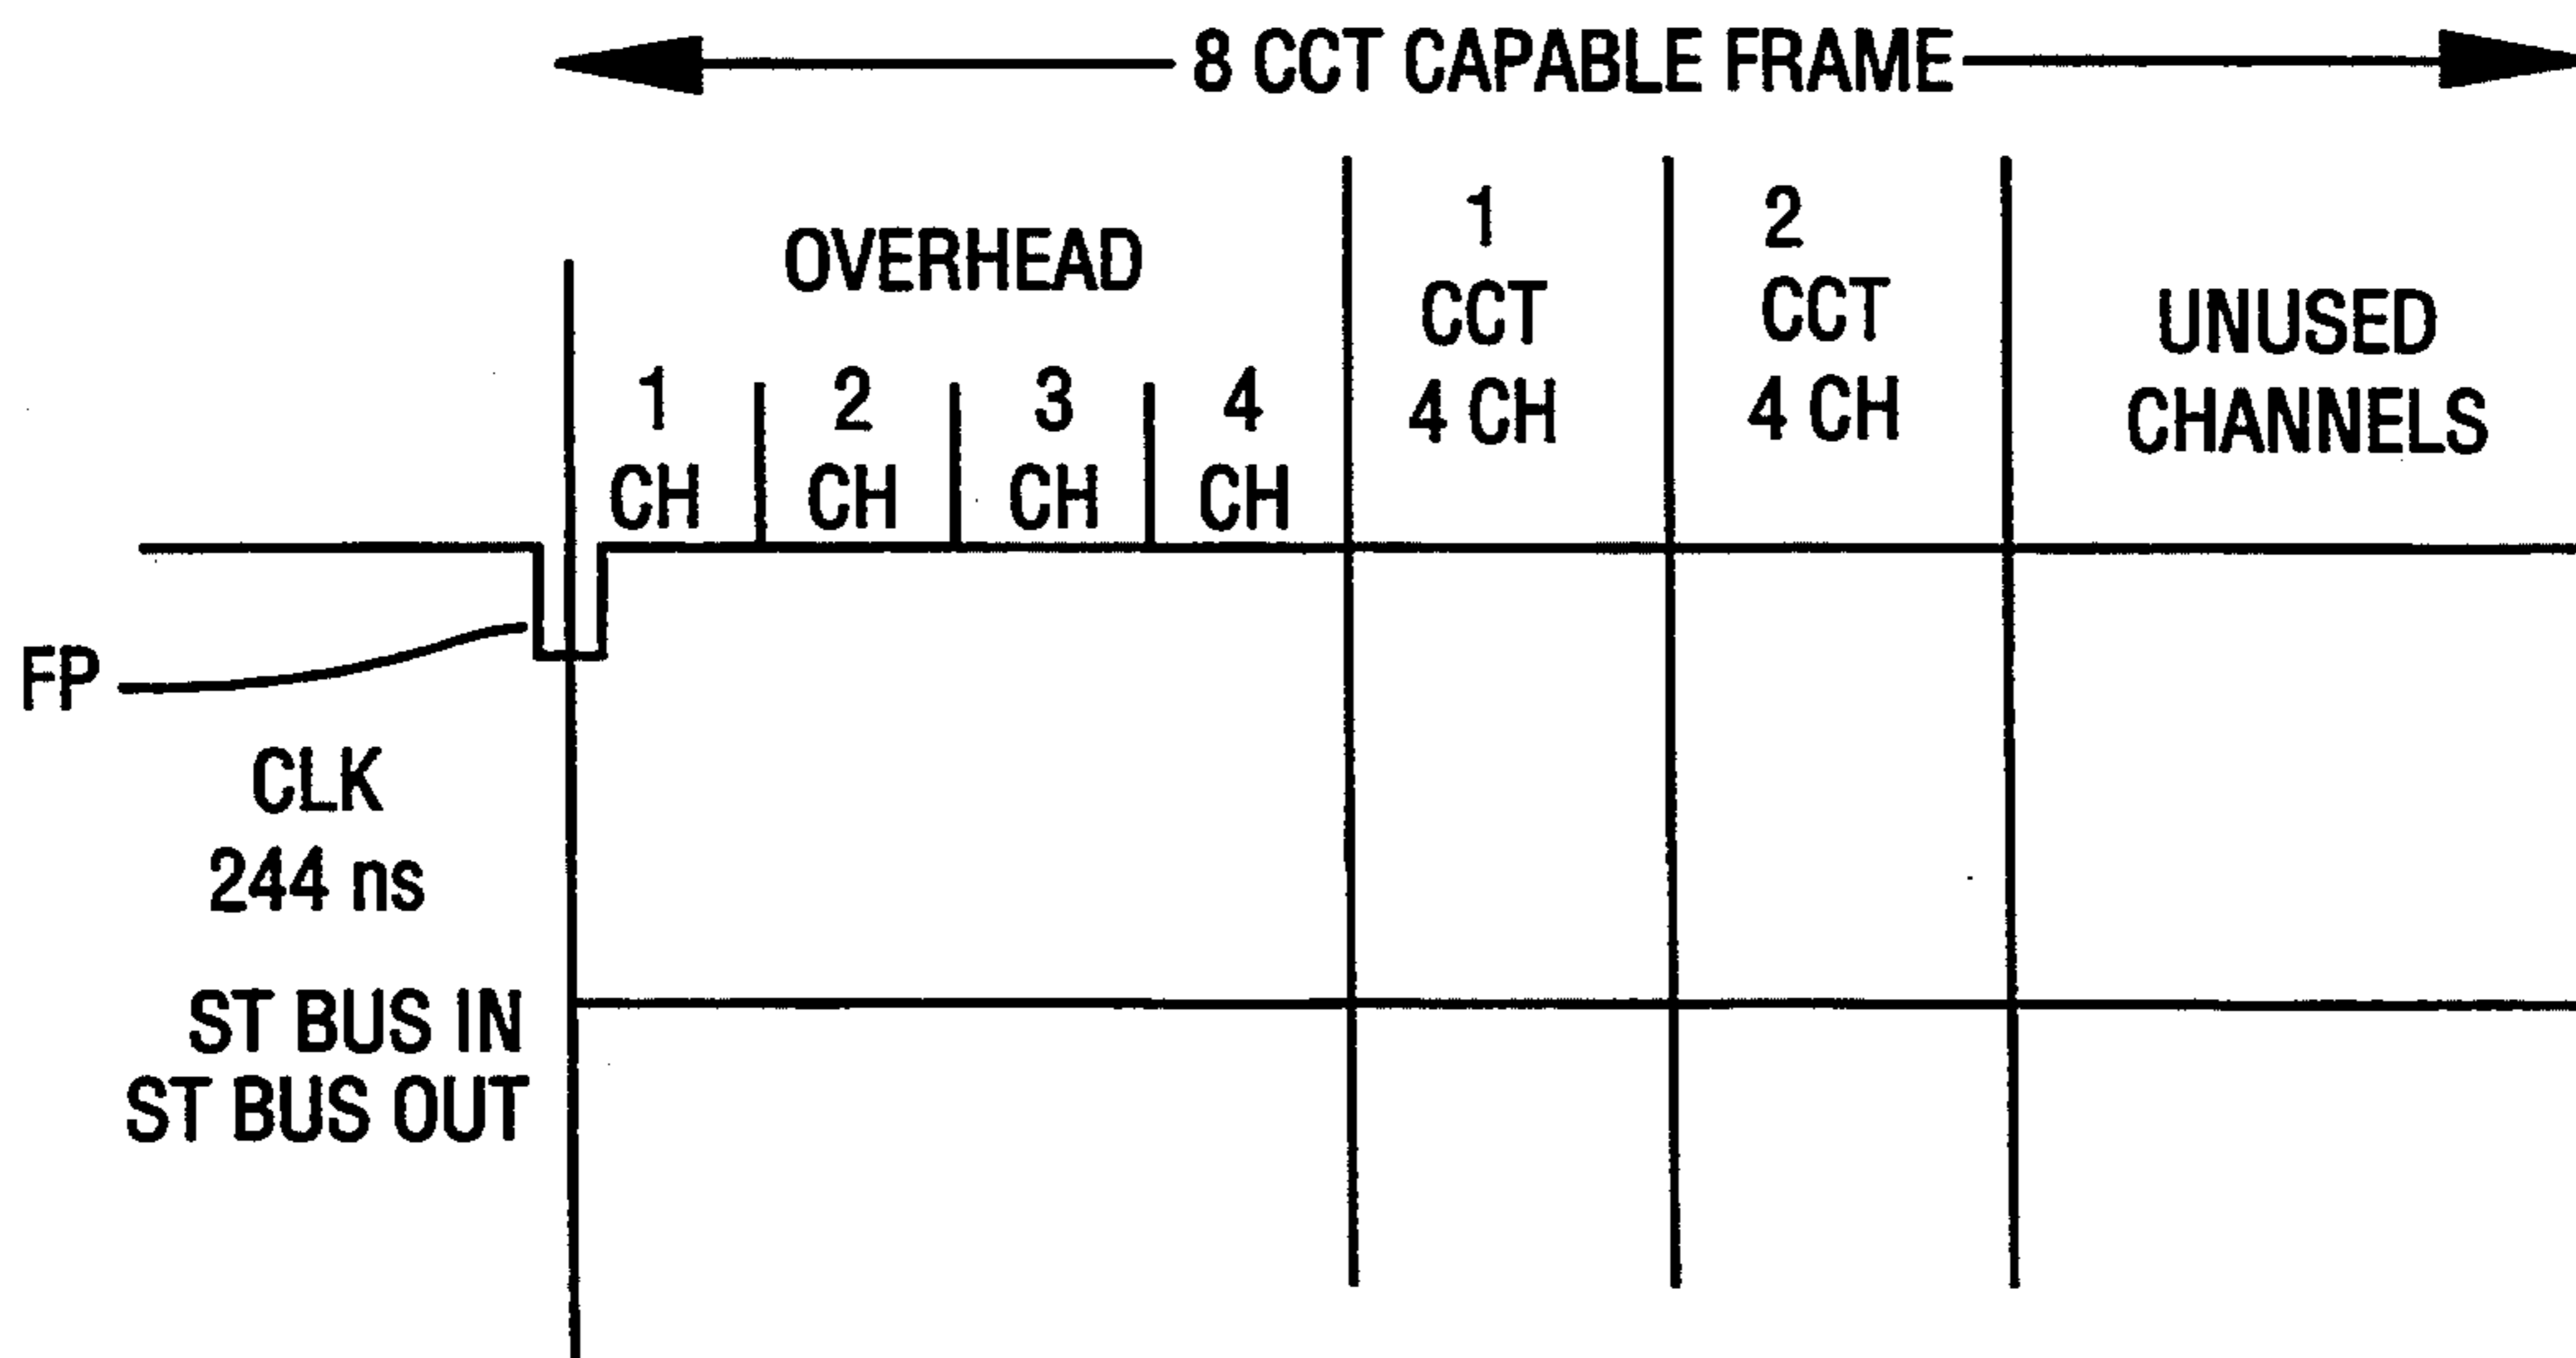 8 CCT CAPABLE FRAME
OVERHEAD
1
CH
2
CH
3
CH
4
CH
1
CCT
4 CH
2
CCT
4 CH
UNUSED
CHANNELS
FP
CLK
244 ns
ST BUS IN
ST BUS OUT